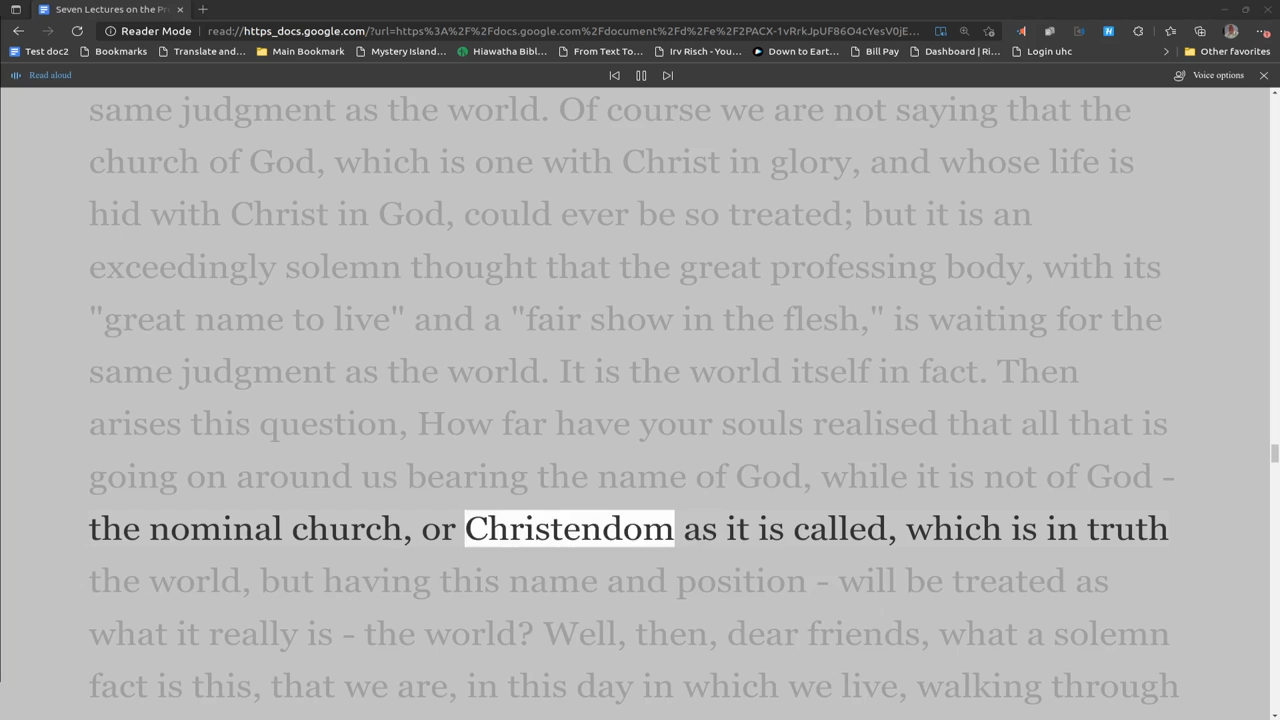 Seven Lectures on the Pr
Reader Mode
read://https_docs.google.com/?url=https%3A%2F%2Fdocs.google.com%2Fdocument%2Fd%2Fe%2F2PACX-1vRrkJpUF86O4cYesV0jE...
Test doc2
Bookmarks
Translate and...
Main Bookmark
Mystery Island...
Hiawatha Bibl...
From Text To...
Irv Risch - You...
Down to Eart...
Bill Pay
Dashboard | Ri...
Login uhc
Other favorites
Read aloud
Voice options
same judgment as the world. Of course we are not saying that the
church of God, which is one with Christ in glory, and whose life is
hid with Christ in God, could ever be so treated; but it is an
exceedingly solemn thought that the great professing body, with its
"great name to live" and a "fair show in the flesh," is waiting for the
same judgment as the world. It is the world itself in fact. Then
arises this question, How far have your souls realised that all that is
going on around us bearing the name of God, while it is not of God -
the nominal church, or Christendom as it is called, which is in truth
the world, but having this name and position - will be treated as
what it really is - the world? Well, then, dear friends, what a solemn
fact is this, that we are, in this day in which we live, walking through